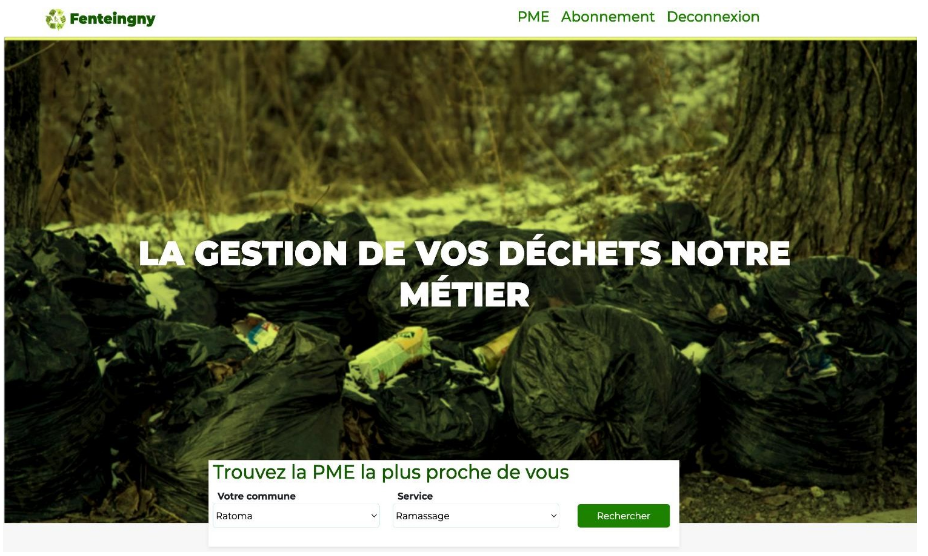 Fenteingny
PME Abonnement Deconnexion
LA GESTION DE VOS DÉCHETS NOTRE
MÉTIER
Trouvez la PME la plus proche de vous
Votre commune Service
Ratoma Ramassage Rechercher